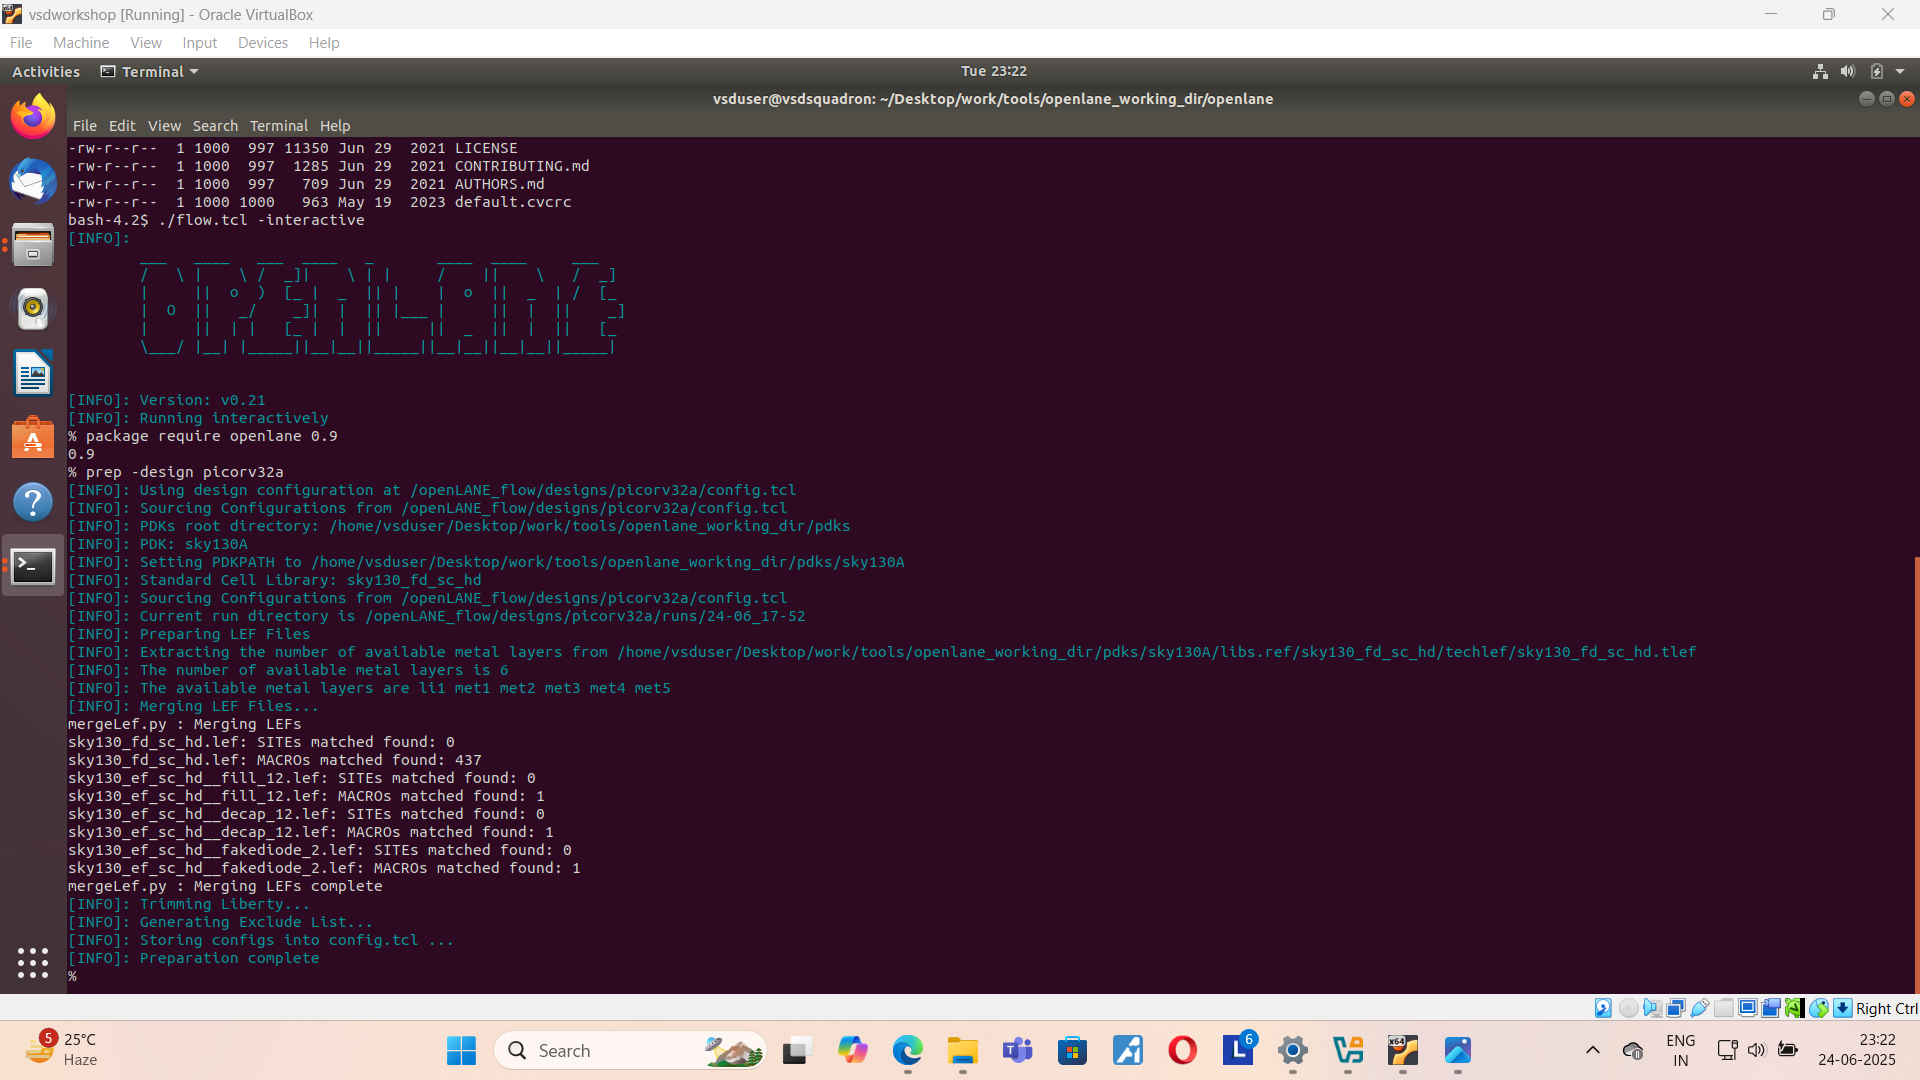 vsdworkshop [Running] - Oracle VirtualBox
File Machine View Input Devices Help
Activities Terminal Tue 23:22
vsduser@vsdsquadron: ~/Desktop/work/tools/openlane_working_dir/openlane
File Edit View Search Terminal Help
-rw-r--r--  1 1000  997 11350 Jun 29  2021 LICENSE
-rw-r--r--  1 1000  997  1285 Jun 29  2021 CONTRIBUTING.md
-rw-r--r--  1 1000  997   709 Jun 29  2021 AUTHORS.md
-rw-r--r--  1 1000 1000   963 May 19  2023 default.cvcrc
bash-4.2$ ./flow.tcl -interactive
[INFO]:
OPENLANE
[INFO]: Version: v0.21
[INFO]: Running interactively
% package require openlane 0.9
0.9
% prep -design picorv32a
[INFO]: Using design configuration at /openLANE_flow/designs/picorv32a/config.tcl
[INFO]: Sourcing Configurations from /openLANE_flow/designs/picorv32a/config.tcl
[INFO]: PDKs root directory: /home/vsduser/Desktop/work/tools/openlane_working_dir/pdks
[INFO]: PDK: sky130A
[INFO]: Setting PDKPATH to /home/vsduser/Desktop/work/tools/openlane_working_dir/pdks/sky130A
[INFO]: Standard Cell Library: sky130_fd_sc_hd
[INFO]: Sourcing Configurations from /openLANE_flow/designs/picorv32a/config.tcl
[INFO]: Current run directory is /openLANE_flow/designs/picorv32a/runs/24-06_17-52
[INFO]: Preparing LEF Files
[INFO]: Extracting the number of available metal layers from /home/vsduser/Desktop/work/tools/openlane_working_dir/pdks/sky130A/libs.ref/sky130_fd_sc_hd/techlef/sky130_fd_sc_hd.tlef
[INFO]: The number of available metal layers is 6
[INFO]: The available metal layers are li1 met1 met2 met3 met4 met5
[INFO]: Merging LEF Files...
mergeLef.py : Merging LEFs
sky130_fd_sc_hd.lef: SITEs matched found: 0
sky130_fd_sc_hd.lef: MACROs matched found: 437
sky130_ef_sc_hd__fill_12.lef: SITEs matched found: 0
sky130_ef_sc_hd__fill_12.lef: MACROs matched found: 1
sky130_ef_sc_hd__decap_12.lef: SITEs matched found: 0
sky130_ef_sc_hd__decap_12.lef: MACROs matched found: 1
sky130_ef_sc_hd__fakediode_2.lef: SITEs matched found: 0
sky130_ef_sc_hd__fakediode_2.lef: MACROs matched found: 1
mergeLef.py : Merging LEFs complete
[INFO]: Trimming Liberty...
[INFO]: Generating Exclude List...
[INFO]: Storing configs into config.tcl ...
[INFO]: Preparation complete
%
Right Ctrl
5
25°C
Haze
Search
6
ENG
IN
23:22
24-06-2025